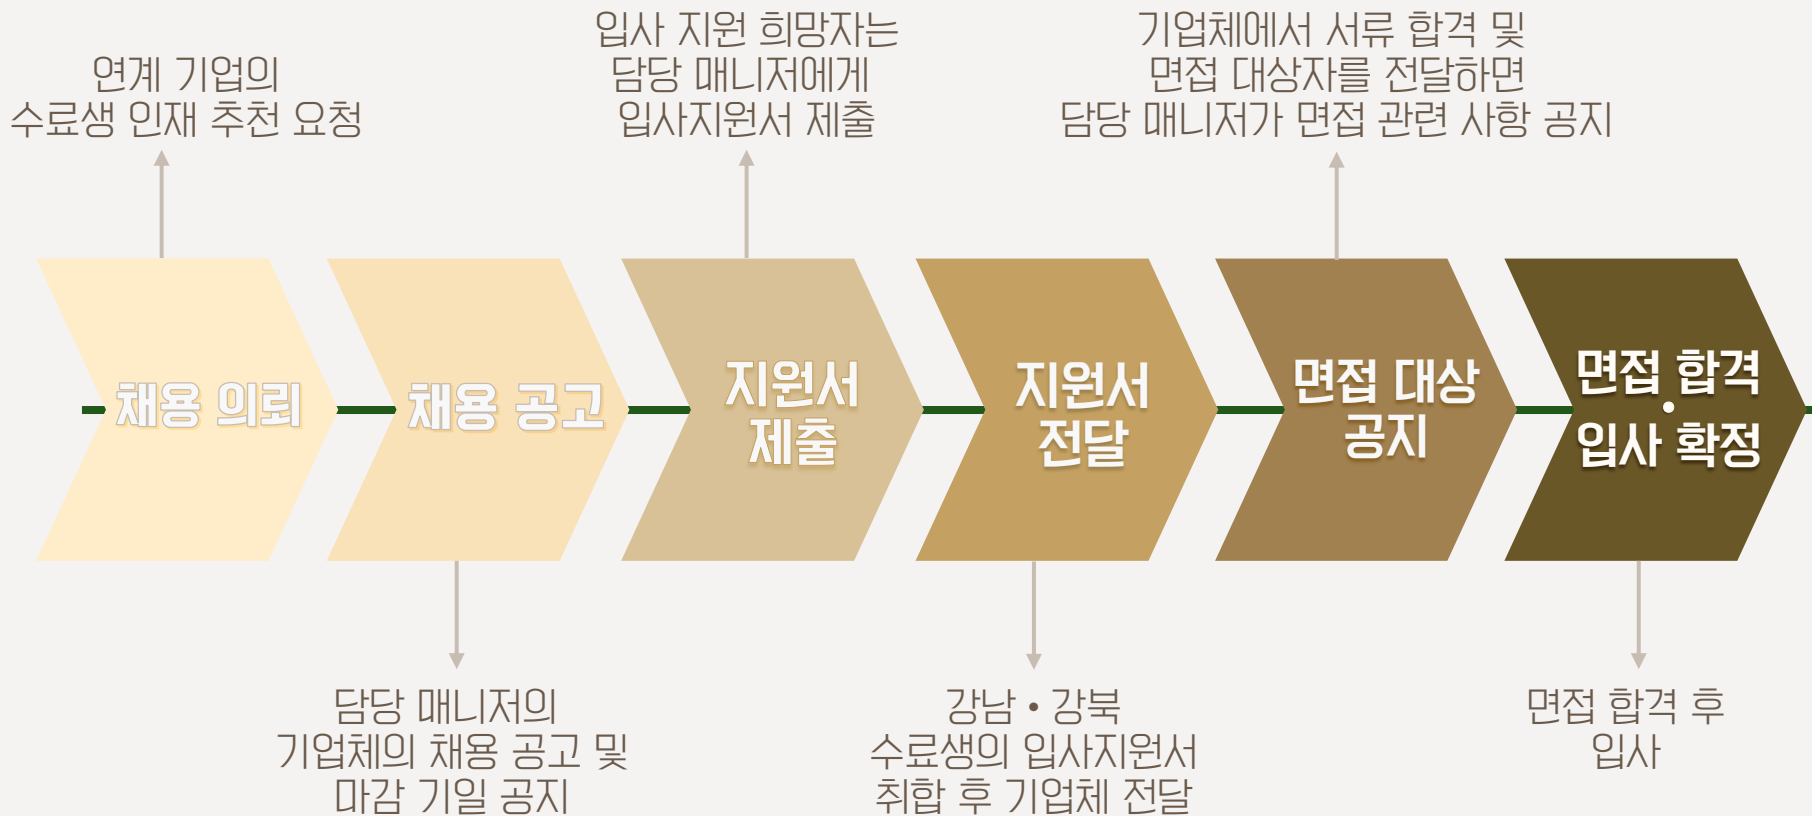 연계 기업의
수료생 인재 추천 요청
입사 지원 희망자는
담당 매니저에게
입사지원서 제출
기업체에서 서류 합격 및
면접 대상자를 전달하면
담당 매니저가 면접 관련 사항 공지
채용 의뢰
채용 공고
지원서
제출
지원서
전달
면접 대상
공지
면접 합격
•
입사 확정
담당 매니저의
기업체의 채용 공고 및
마감 기일 공지
강남 • 강북
수료생의 입사지원서
취합 후 기업체 전달
면접 합격 후
입사